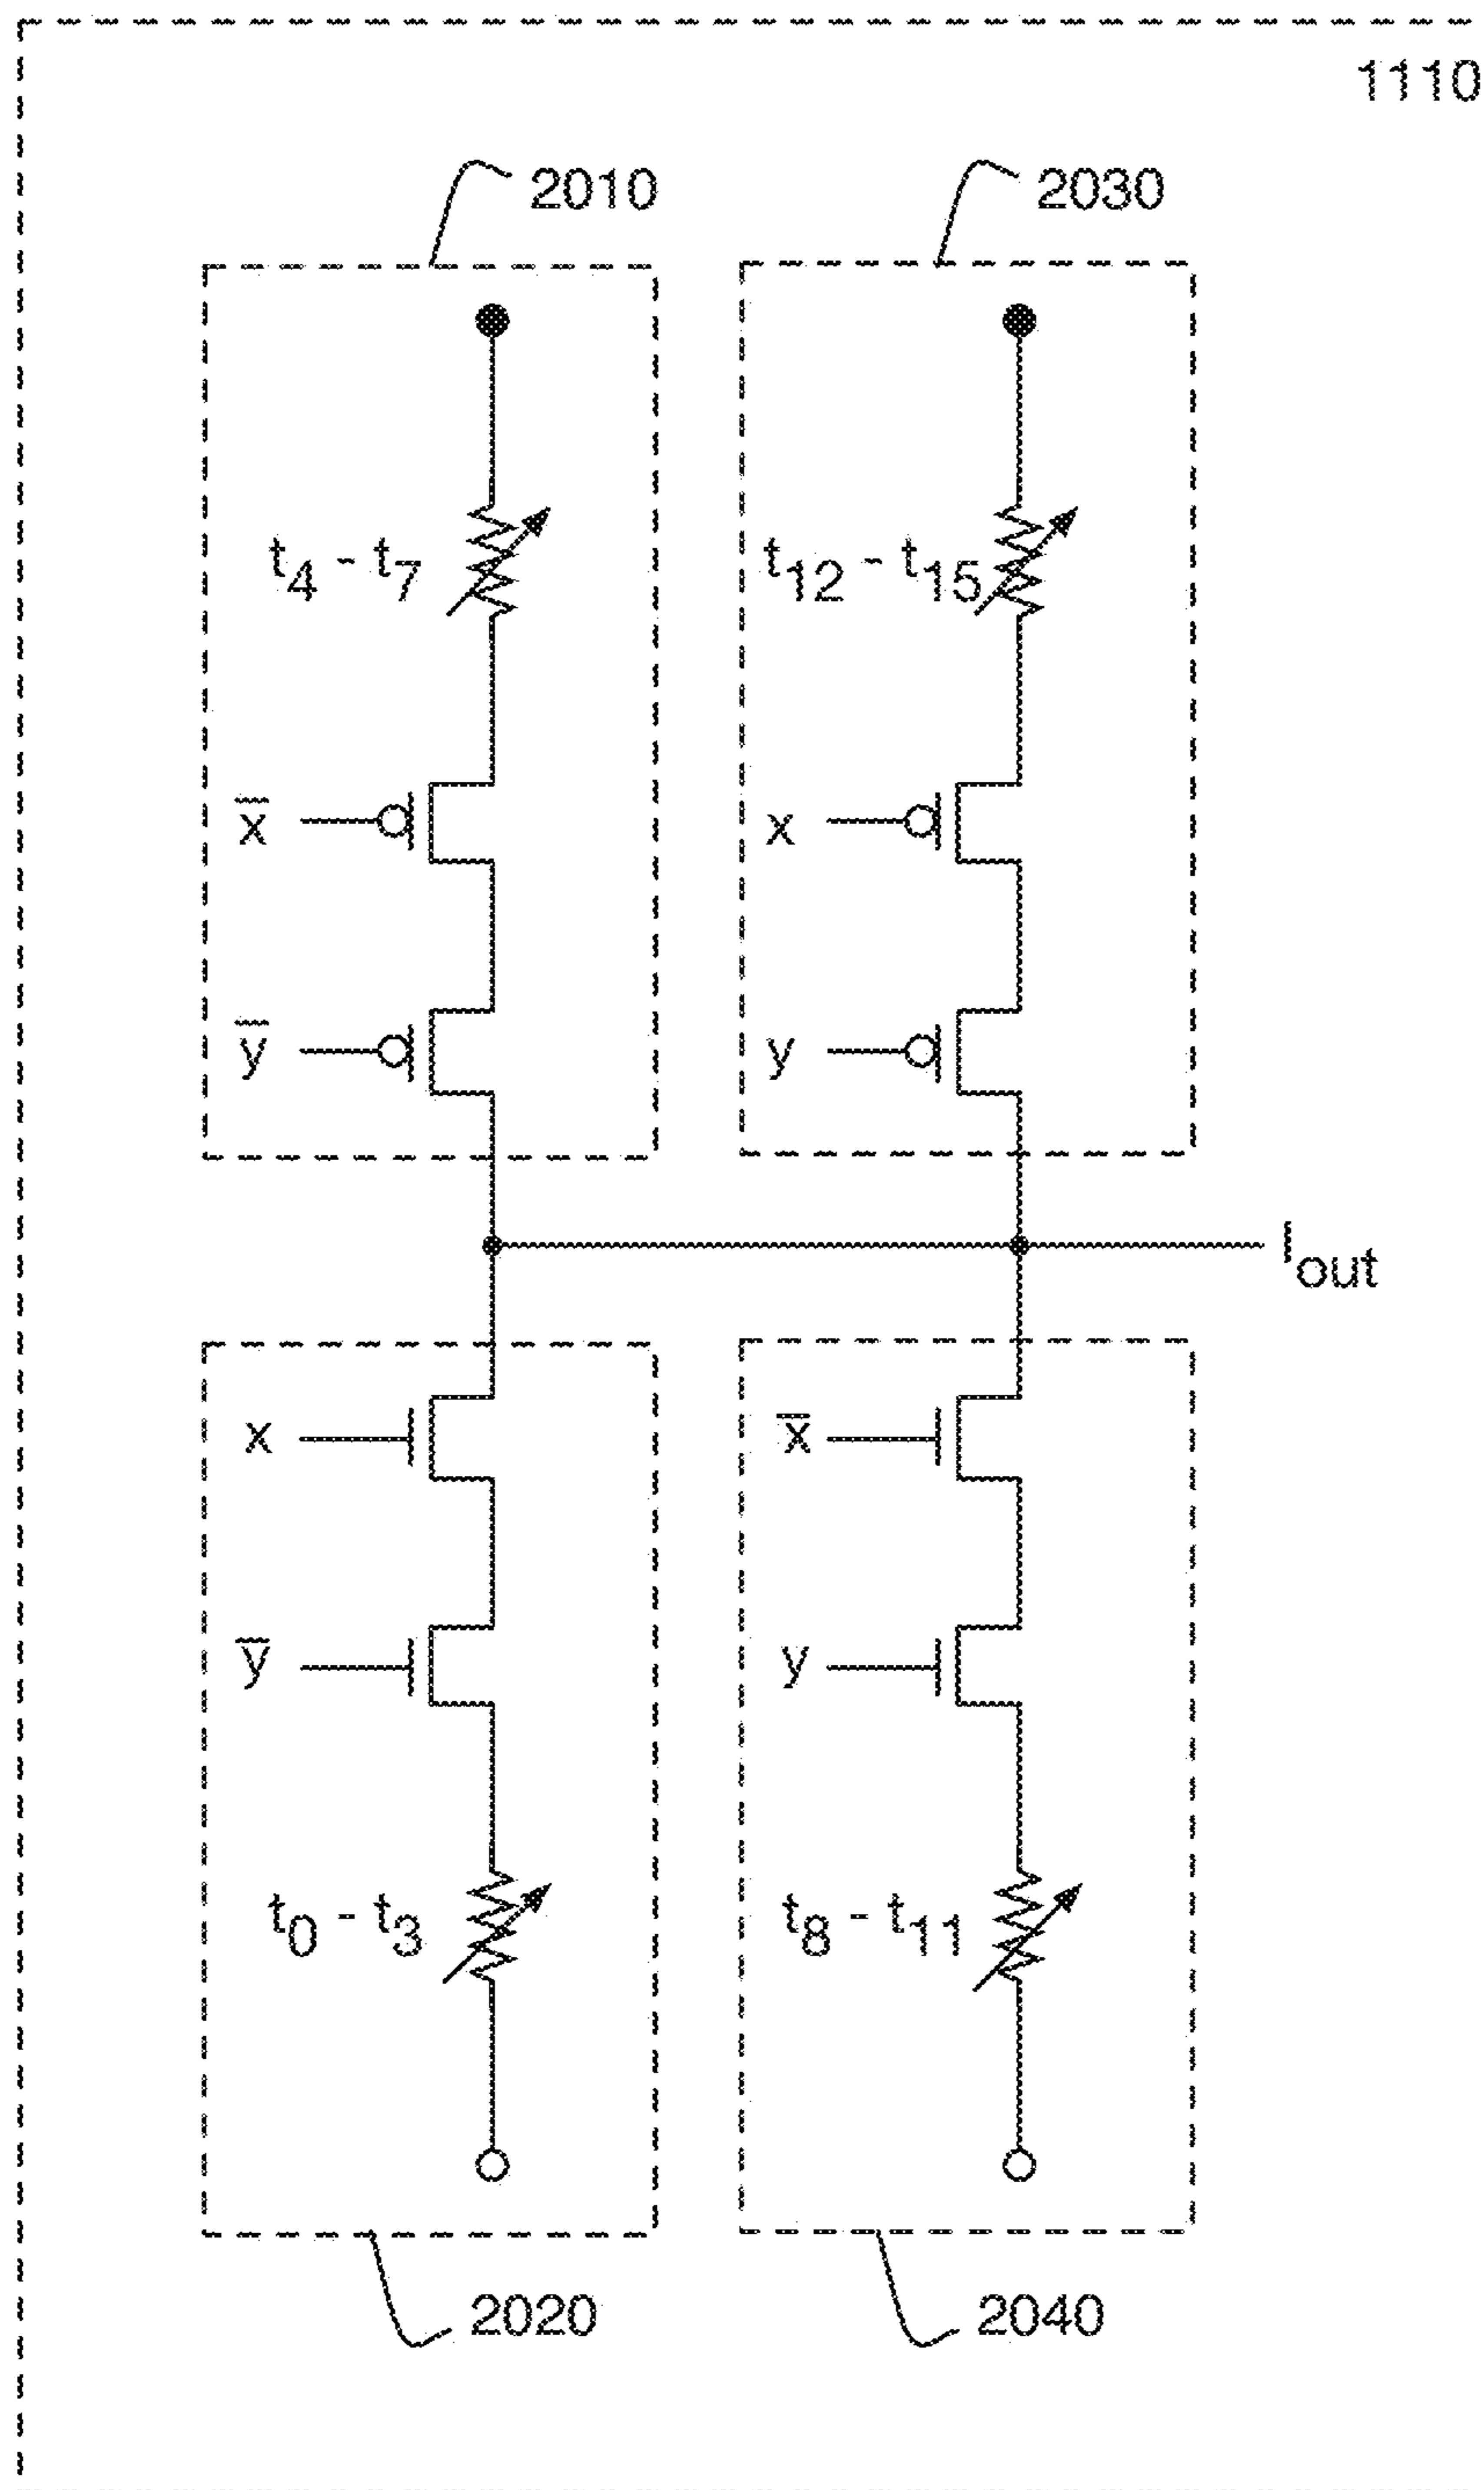 1110
2010
2030
t4 - t7
t12 - t15
x̅
x
y̅
y
Iout
x
x̅
y̅
y
t0 - t3
t8 - t11
2020
2040